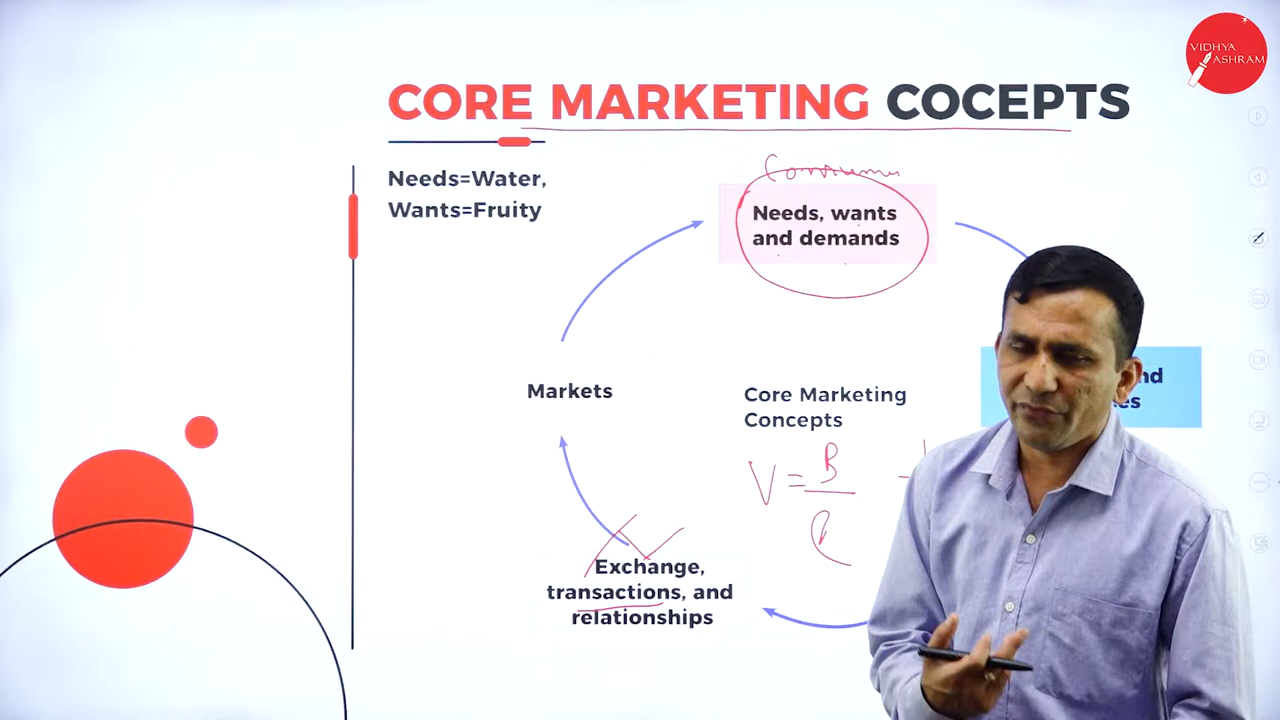 VIDHYA
ASHRAM
CORE MARKETING COCEPTS
Needs=Water,
Wants=Fruity
Consumer
Needs, wants
and demands
Markets
Core Marketing
Concepts
V = B
C
Exchange,
transactions, and
relationships